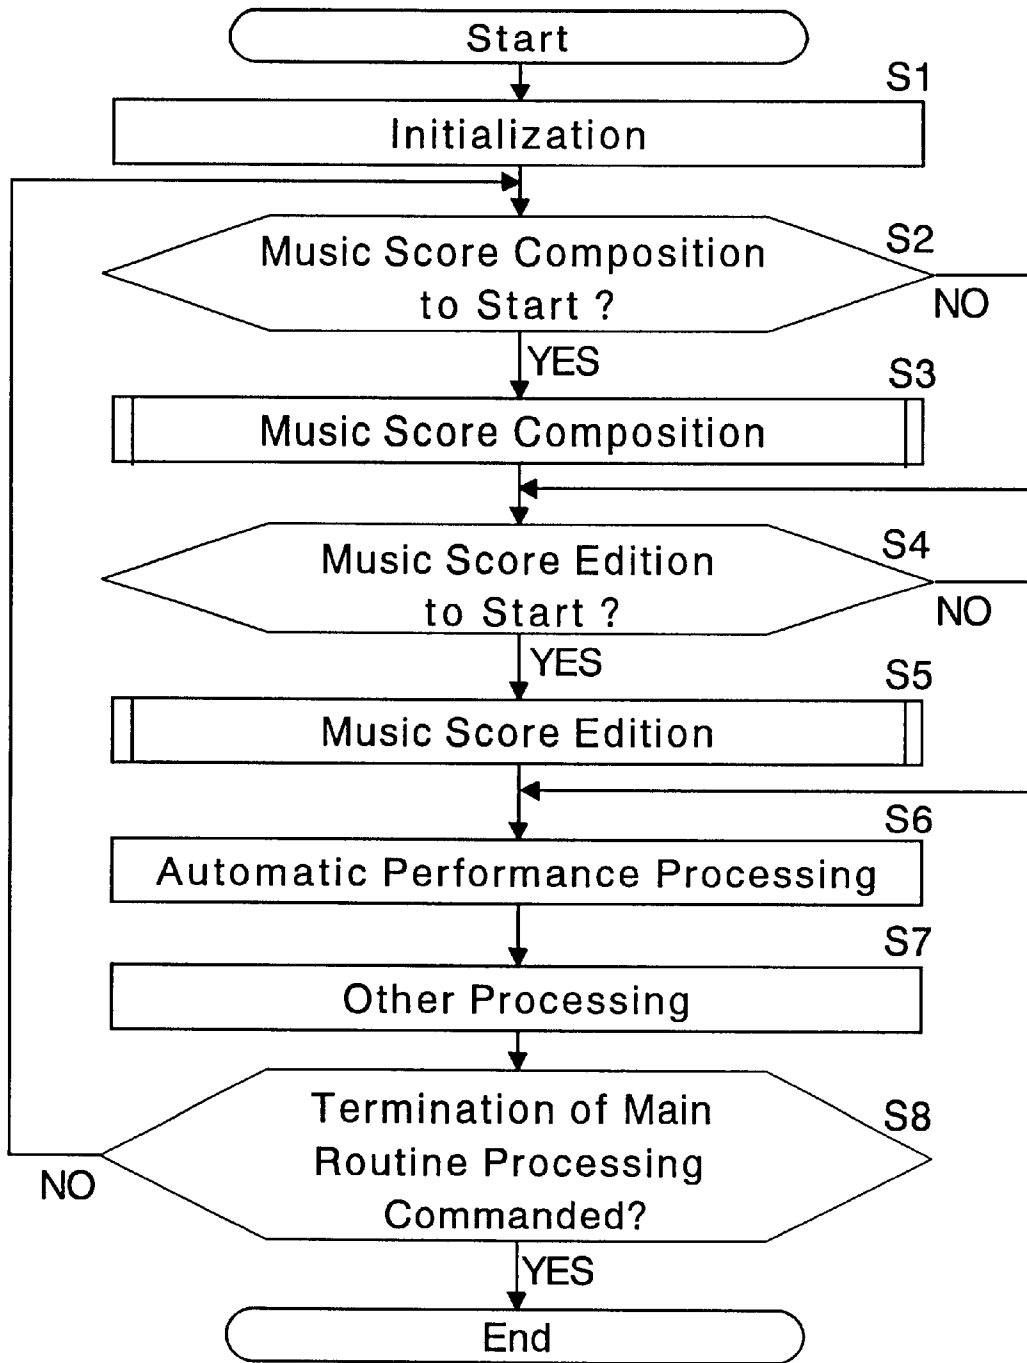 Start
S1
Initialization
S2
Music Score Composition
to Start ?
NO
YES
S3
Music Score Composition
S4
Music Score Edition
to Start ?
NO
YES
S5
Music Score Edition
S6
Automatic Performance Processing
S7
Other Processing
S8
Termination of Main
Routine Processing
Commanded?
NO
YES
End